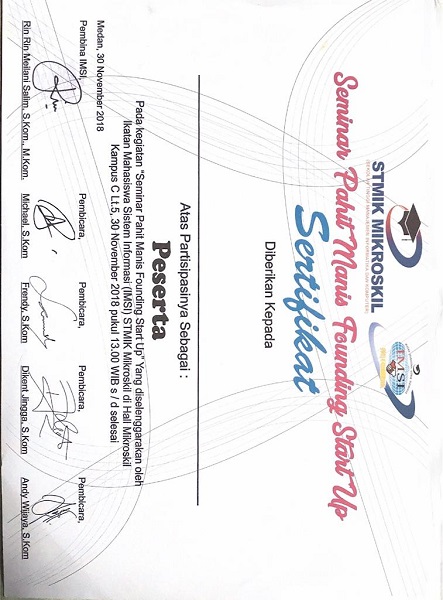 STMIK MIKROSKIL
IMSI
Seminar Pahit Manis Founding Start Up
Sertifikat
Diberikan Kepada
Atas Partisipasinya Sebagai :
Peserta
Pada kegiatan "Seminar Pahit Manis Founding Start Up" Yang diselenggarakan oleh
Ikatan Mahasiswa Sistem Informasi (IMSI) STMIK Mikroskil di Hall Mikroskil
Kampus C Lt.5, 30 November 2018 pukul 13.00 WIB s / d selesai
Medan, 30 November 2018
Pembina IMSI, Pembicara, Pembicara, Pembicara, Pembicara,
Rin Rin Meilani Salim, S.Kom., M.Kom. Michael, S.Kom Frendy, S.Kom Dikent Jingga, S.Kom Andy Wijaya, S.Kom